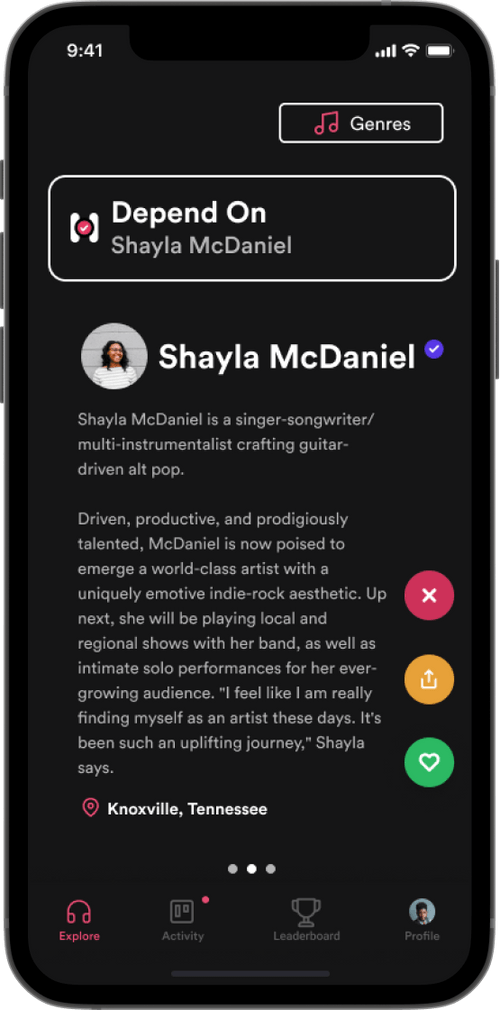 9:41
Genres
Depend On
Shayla McDaniel
Shayla McDaniel
Shayla McDaniel is a singer-songwriter/
multi-instrumentalist crafting guitar-
driven alt pop.
Driven, productive, and prodigiously
talented, McDaniel is now poised to
emerge a world-class artist with a
uniquely emotive indie-rock aesthetic. Up
next, she will be playing local and
regional shows with her band, as well as
intimate solo performances for her ever-
growing audience. "I feel like I am really
finding myself as an artist these days. It's
been such an uplifting journey," Shayla
says.
Knoxville, Tennessee
Explore
Activity
Leaderboard
Profile